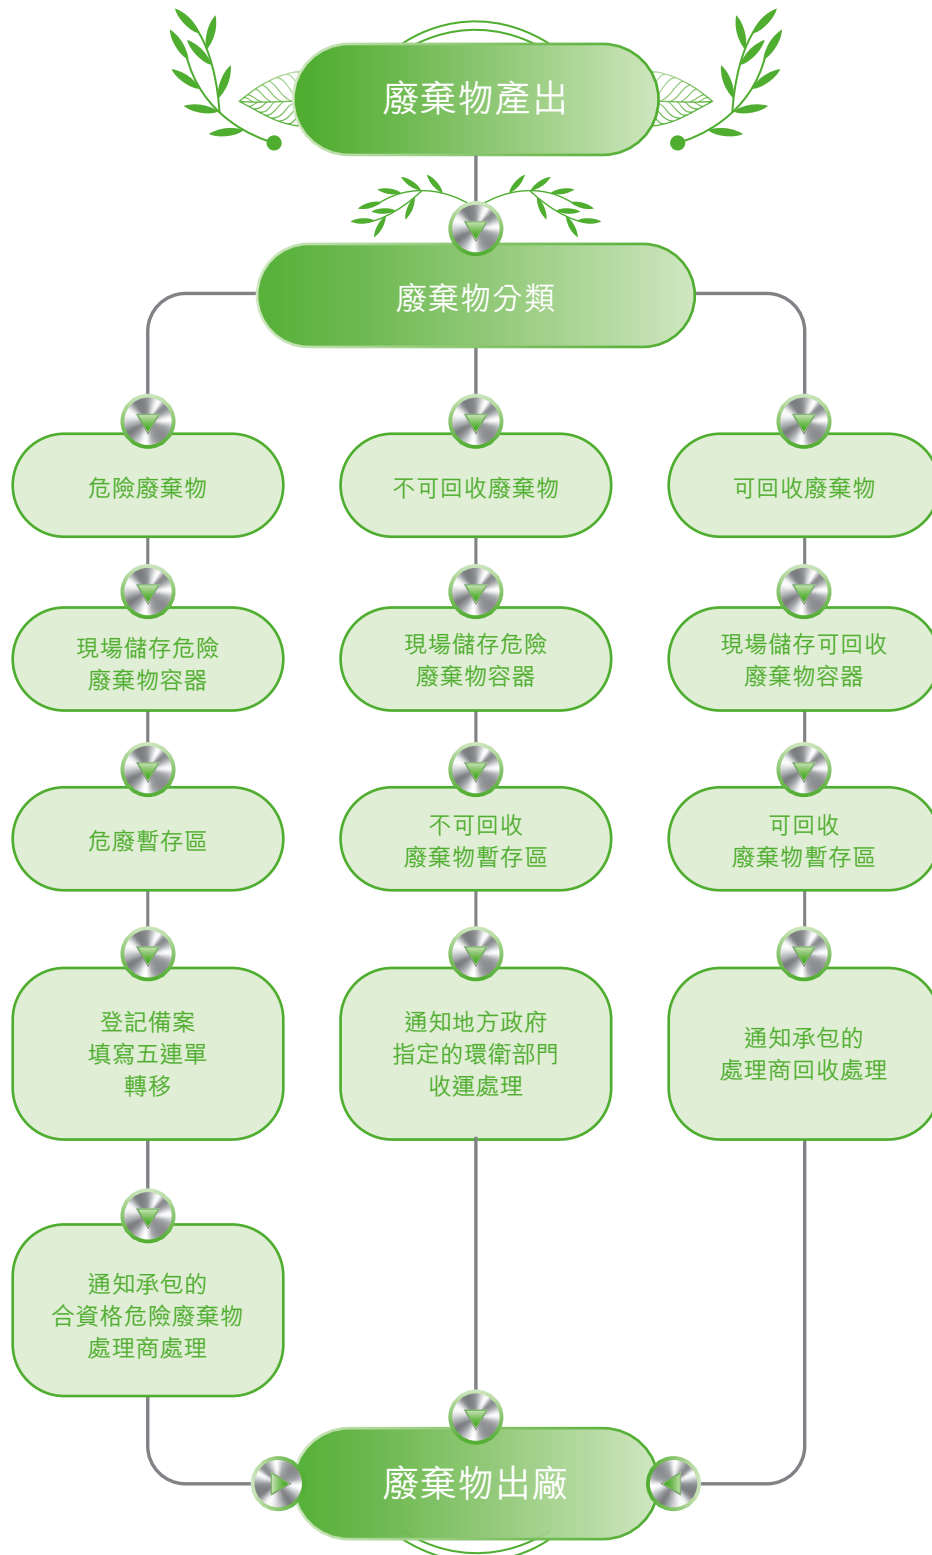 廢棄物產出
廢棄物分類
危險廢棄物
不可回收廢棄物
可回收廢棄物
現場儲存危險
廢棄物容器
現場儲存危險
廢棄物容器
現場儲存可回收
廢棄物容器
危廢暫存區
不可回收
廢棄物暫存區
可回收
廢棄物暫存區
登記備案
填寫五連單
轉移
通知地方政府
指定的環衛部門
收運處理
通知承包的
處理商回收處理
通知承包的
合資格危險廢棄物
處理商處理
廢棄物出廠